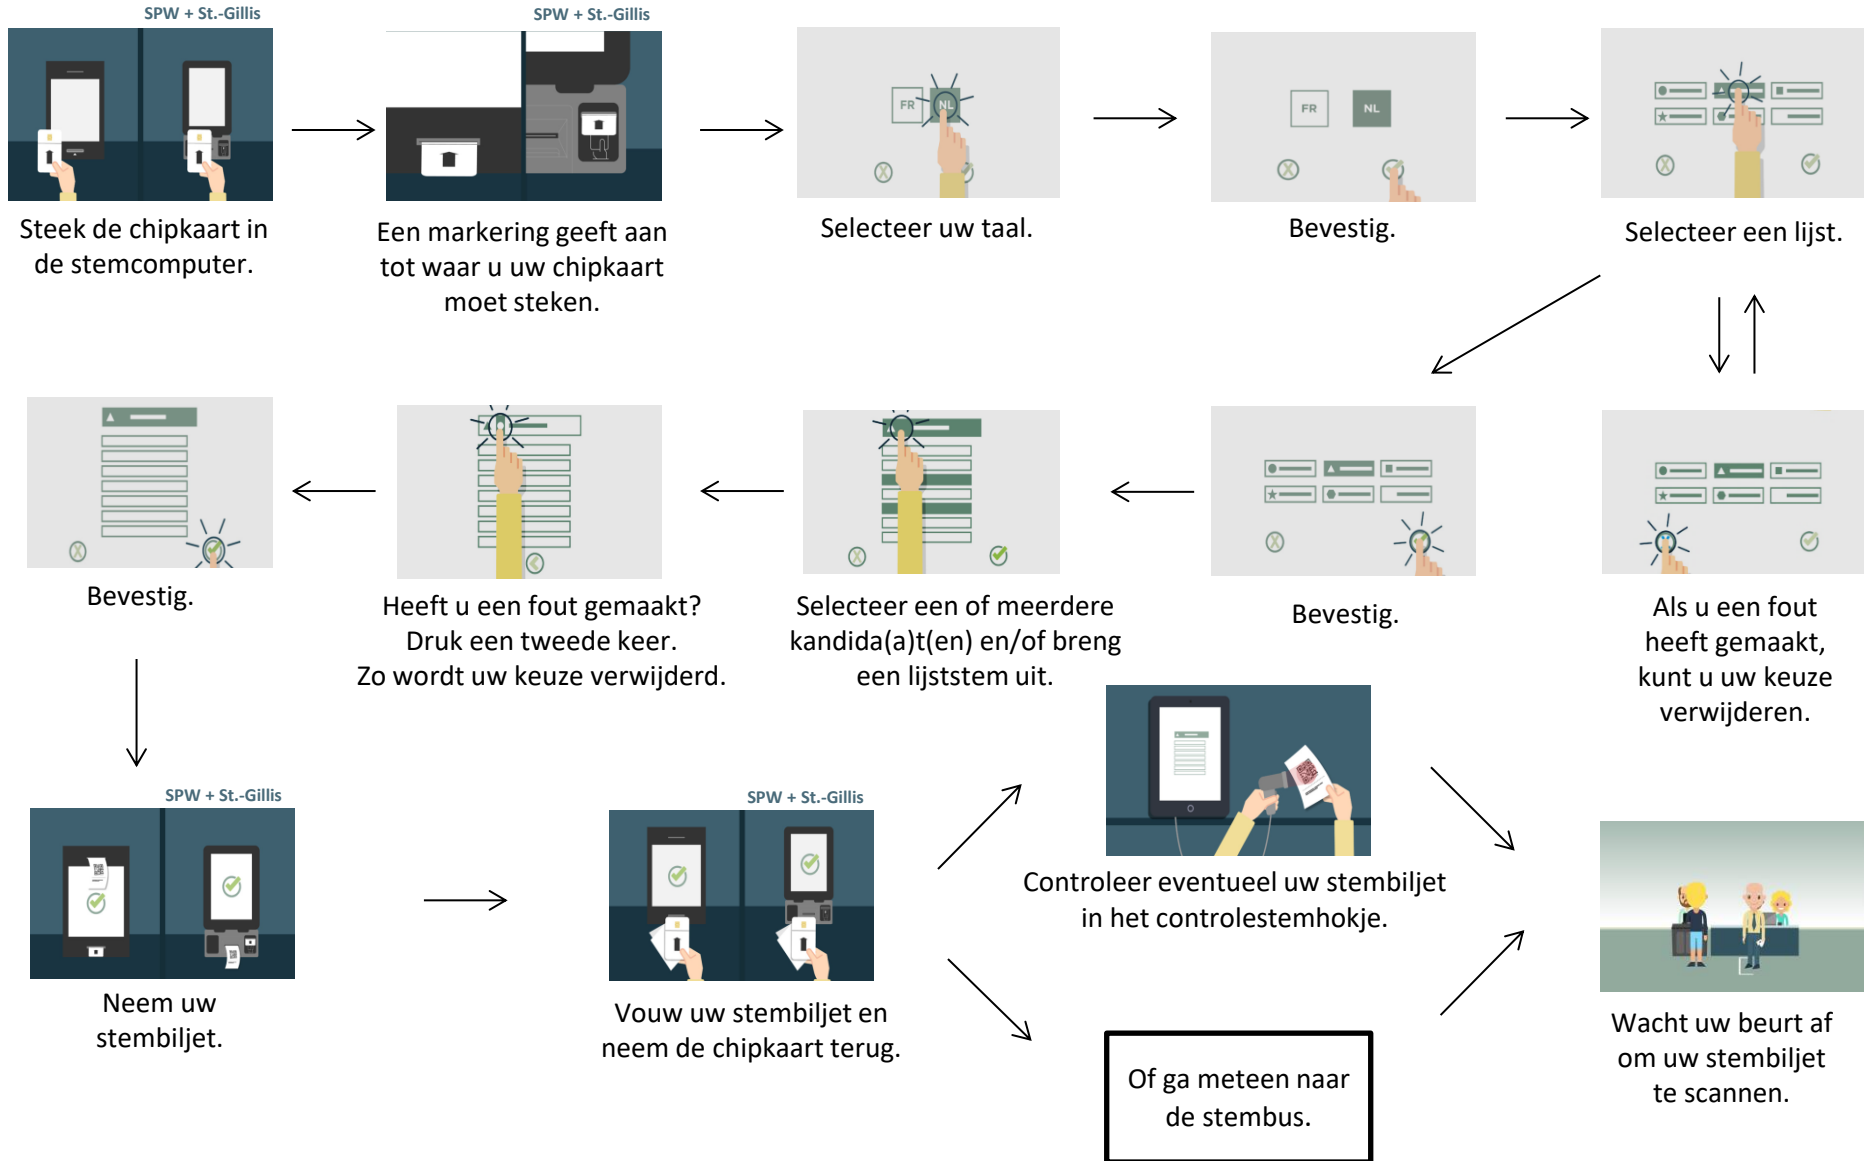 SPW + St.-Gillis
SPW + St.-Gillis
FR
NL
FR
NL
Steek de chipkaart in
de stemcomputer.
Een markering geeft aan
tot waar u uw chipkaart
moet steken.
Selecteer uw taal.
Bevestig.
Selecteer een lijst.
Bevestig.
Heeft u een fout gemaakt?
Druk een tweede keer.
Zo wordt uw keuze verwijderd.
Selecteer een of meerdere
kandida(a)t(en) en/of breng
een lijststem uit.
Bevestig.
Als u een fout
heeft gemaakt,
kunt u uw keuze
verwijderen.
SPW + St.-Gillis
Neem uw
stembiljet.
SPW + St.-Gillis
Vouw uw stembiljet en
neem de chipkaart terug.
Controleer eventueel uw stembiljet
in het controlestemhokje.
Of ga meteen naar
de stembus.
Wacht uw beurt af
om uw stembiljet
te scannen.